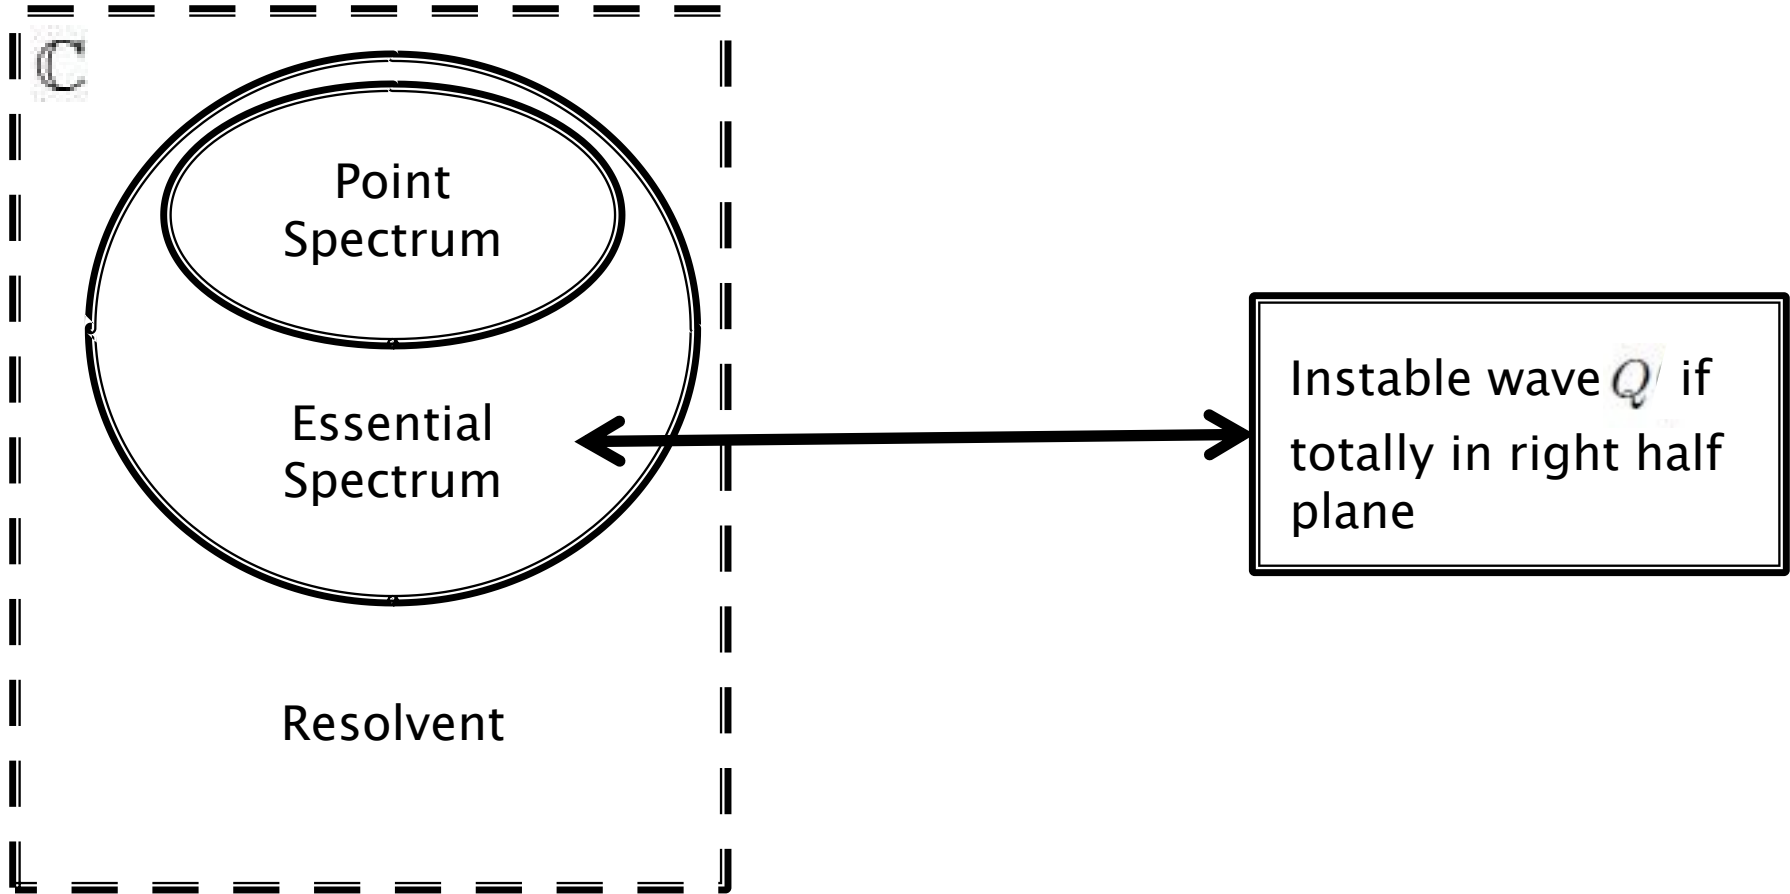 ℂ
Point
Spectrum
Essential
Spectrum
Resolvent
Instable wave Q if
totally in right half
plane